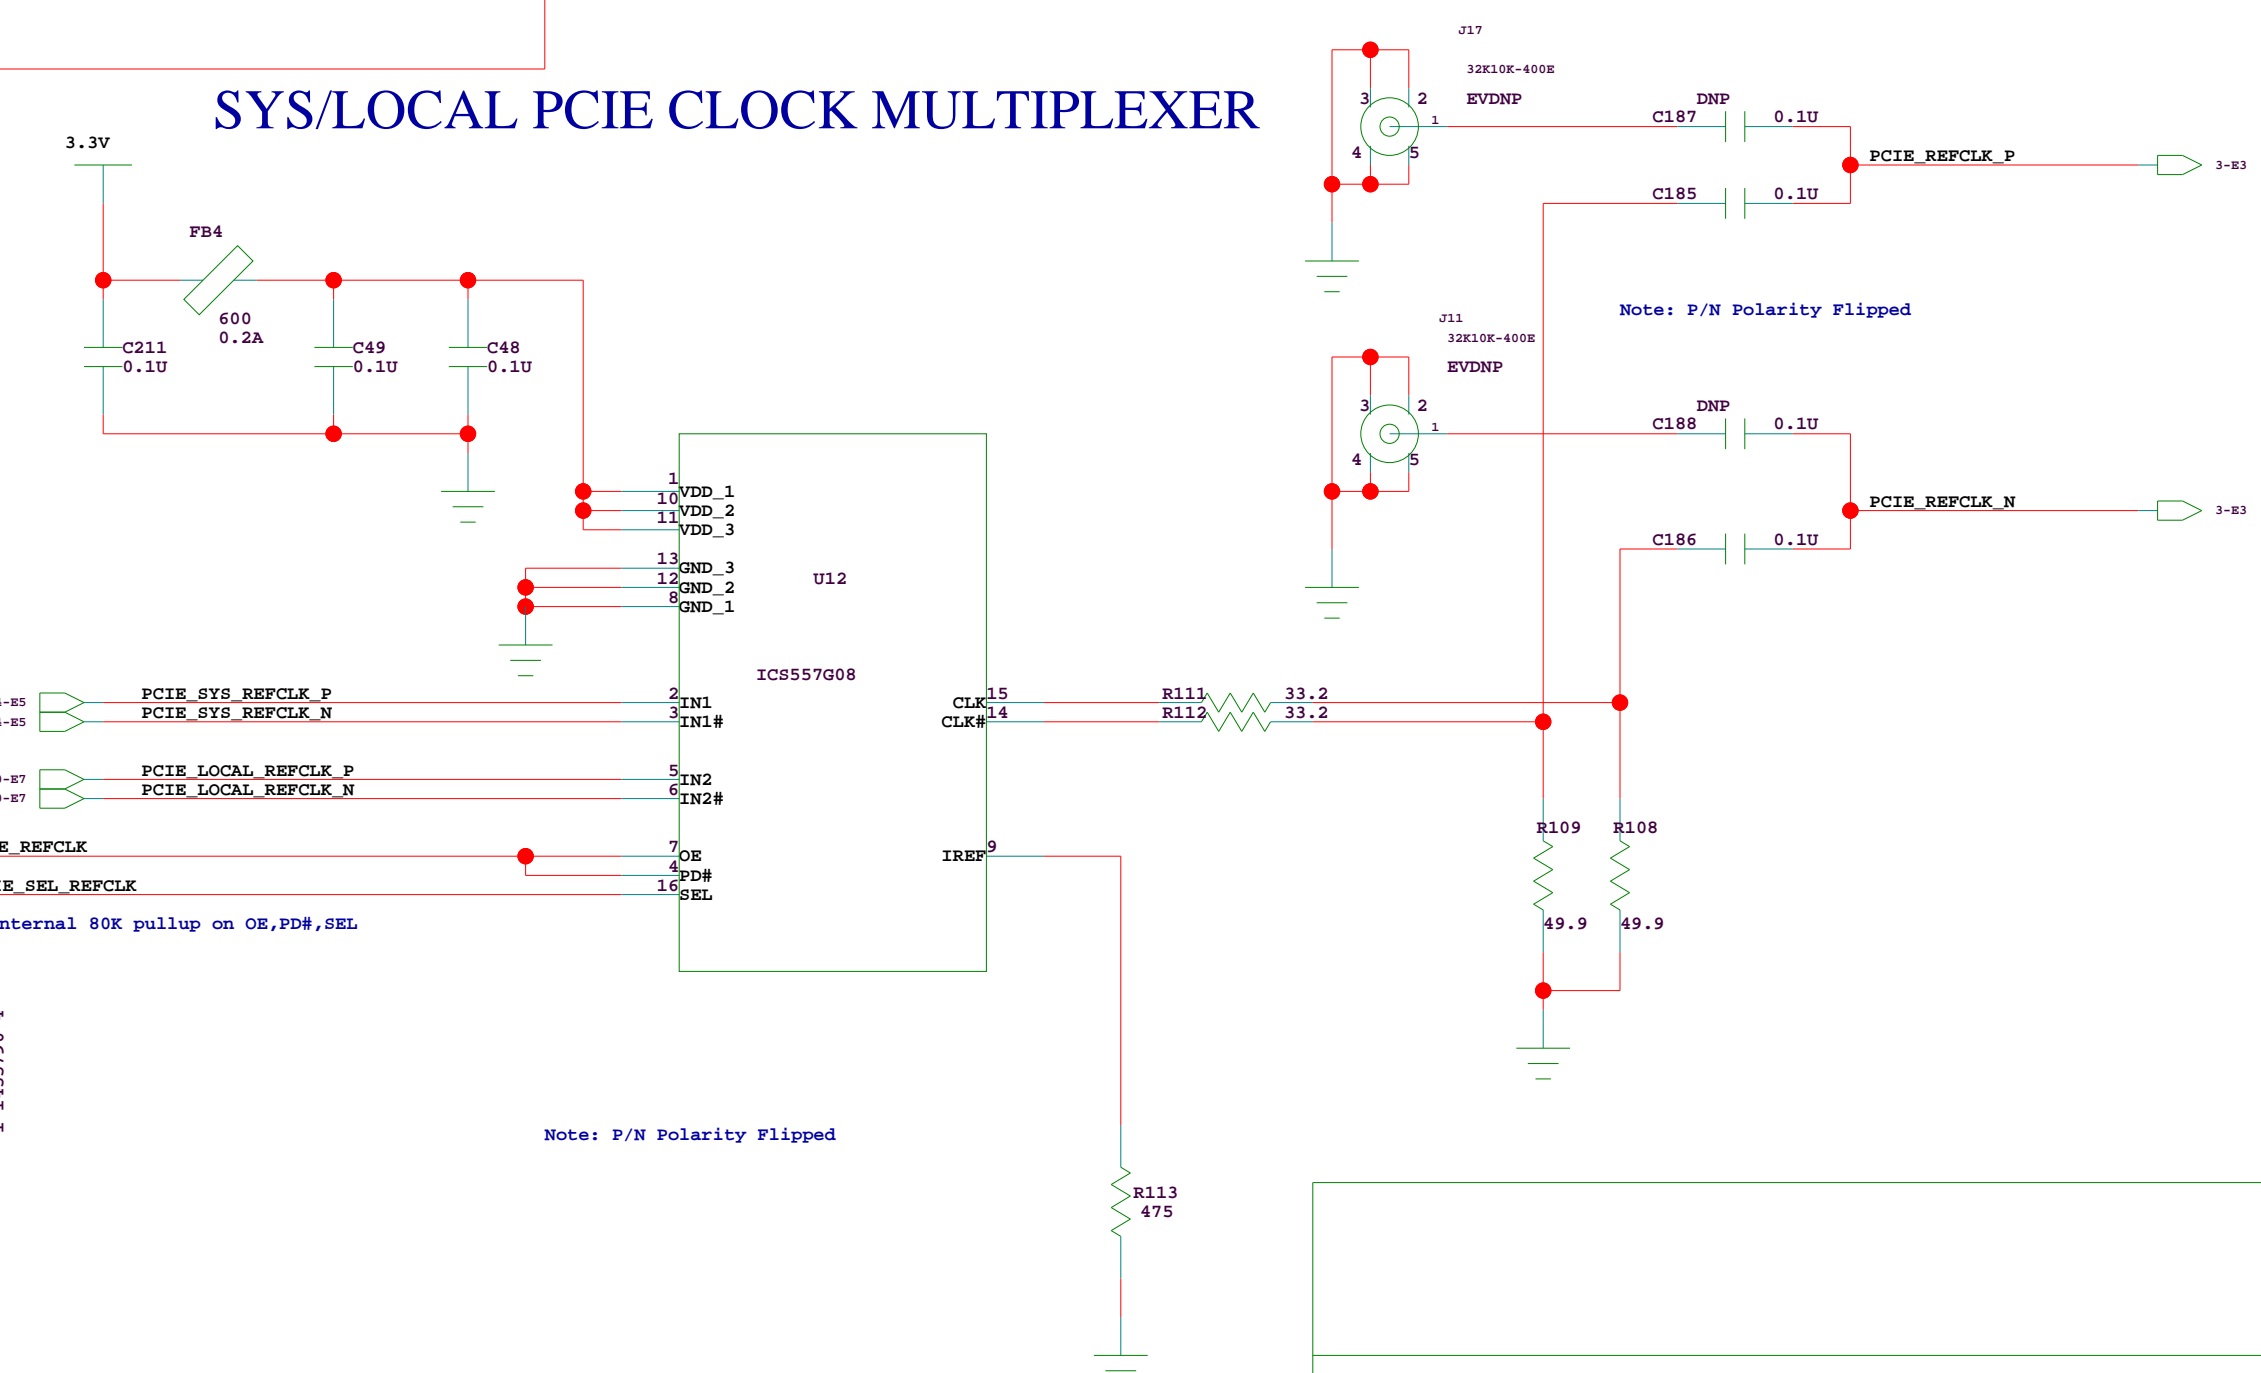 J17
32K10K-400E
SYS/LOCAL PCIE CLOCK MULTIPLEXER
3 2 EVDNP DNP
C187 0.1U
1
3.3V
4 5
PCIE_REFCLK_P 3-E3
C185 0.1U
FB4
Note: P/N Polarity Flipped
600
0.2A
J11
32K10K-400E
C211 C49 C48
0.1U 0.1U 0.1U
EVDNP
3 2 DNP
C188 0.1U
1
4 5
1 VDD_1
10 VDD_2
11 VDD_3
PCIE_REFCLK_N 3-E3
C186 0.1U
13 GND_3
12 GND_2
8 GND_1
U12
ICS557G08
-E5 PCIE_SYS_REFCLK_P 2 IN1
-E5 PCIE_SYS_REFCLK_N 3 IN1#
CLK 15 R111 33.2
CLK# 14 R112 33.2
-E7 PCIE_LOCAL_REFCLK_P 5 IN2
-E7 PCIE_LOCAL_REFCLK_N 6 IN2#
R109 R108
E_REFCLK 7 OE
4 PD#
IE_SEL_REFCLK 16 SEL
IREF 9
nternal 80K pullup on OE,PD#,SEL
49.9 49.9
Note: P/N Polarity Flipped
R113
475